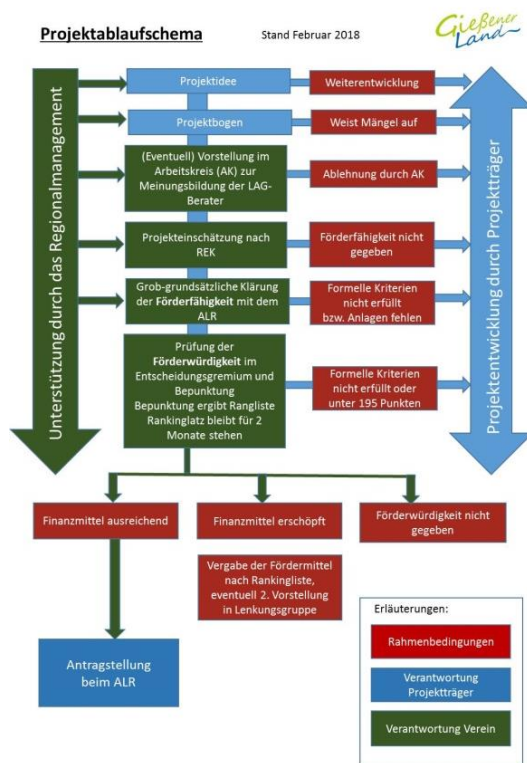 Projektablaufschema
Stand Februar 2018
Gießener
Land
Unterstützung durch das Regionalmanagement
Projektidee
Weiterentwicklung
Projektbogen
Weist Mängel auf
(Eventuell) Vorstellung im
Arbeitskreis (AK) zur
Meinungsbildung der LAG-
Berater
Ablehnung durch AK
Projekteinschätzung nach
REK
Förderfähigkeit nicht
gegeben
Grob-grundsätzliche Klärung
der Förderfähigkeit mit dem
ALR
Formelle Kriterien
nicht erfüllt
bzw. Anlagen fehlen
Prüfung der
Förderwürdigkeit im
Entscheidungsgremium und
Bepunktung
Bepunktung ergibt Rangliste
Rankinglatz bleibt für 2
Monate stehen
Formelle Kriterien
nicht erfüllt oder
unter 195 Punkten
Projektentwicklung durch Projektträger
Finanzmittel ausreichend
Finanzmittel erschöpft
Förderwürdigkeit nicht
gegeben
Vergabe der Fördermittel
nach Rankingliste,
eventuell 2. Vorstellung
in Lenkungsgruppe
Antragstellung
beim ALR
Erläuterungen:
Rahmenbedingungen
Verantwortung
Projektträger
Verantwortung Verein